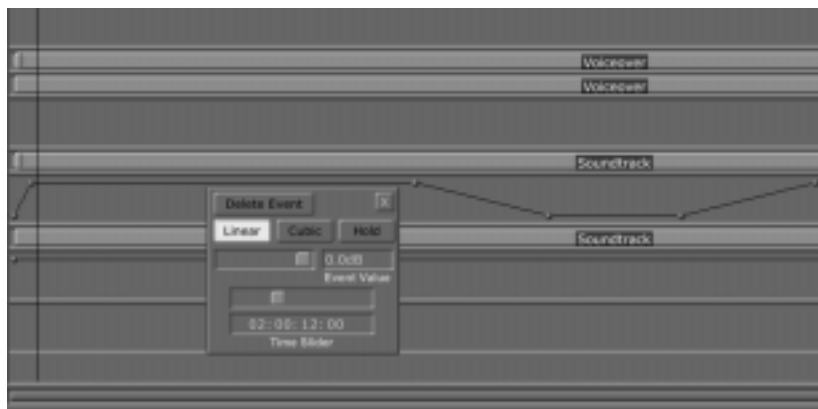 Voiceover
Voiceover
Soundtrack
Delete Event X
Linear Cubic Hold
Soundtrack
0.0dB
Event Value
02:00:12:00
Time Slider